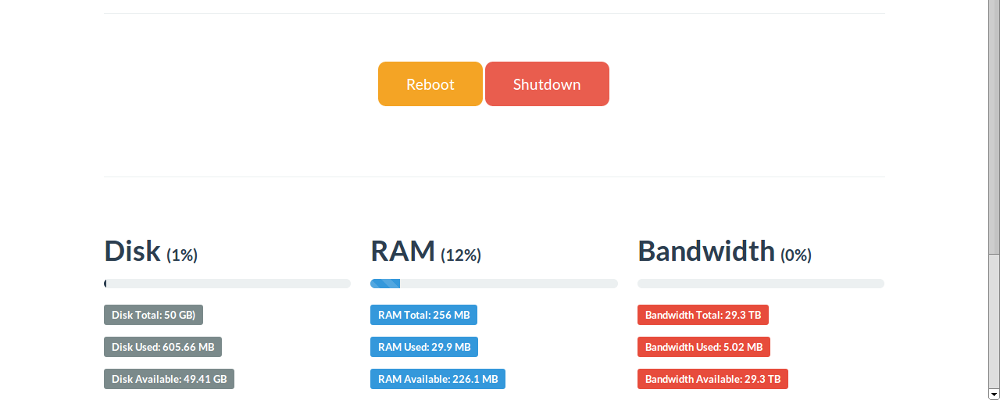 Reboot Shutdown
Disk (1%)
Disk Total: 50 GB)
Disk Used: 605.66 MB
Disk Available: 49.41 GB
RAM (12%)
RAM Total: 256 MB
RAM Used: 29.9 MB
RAM Available: 226.1 MB
Bandwidth (0%)
Bandwidth Total: 29.3 TB
Bandwidth Used: 5.02 MB
Bandwidth Available: 29.3 TB